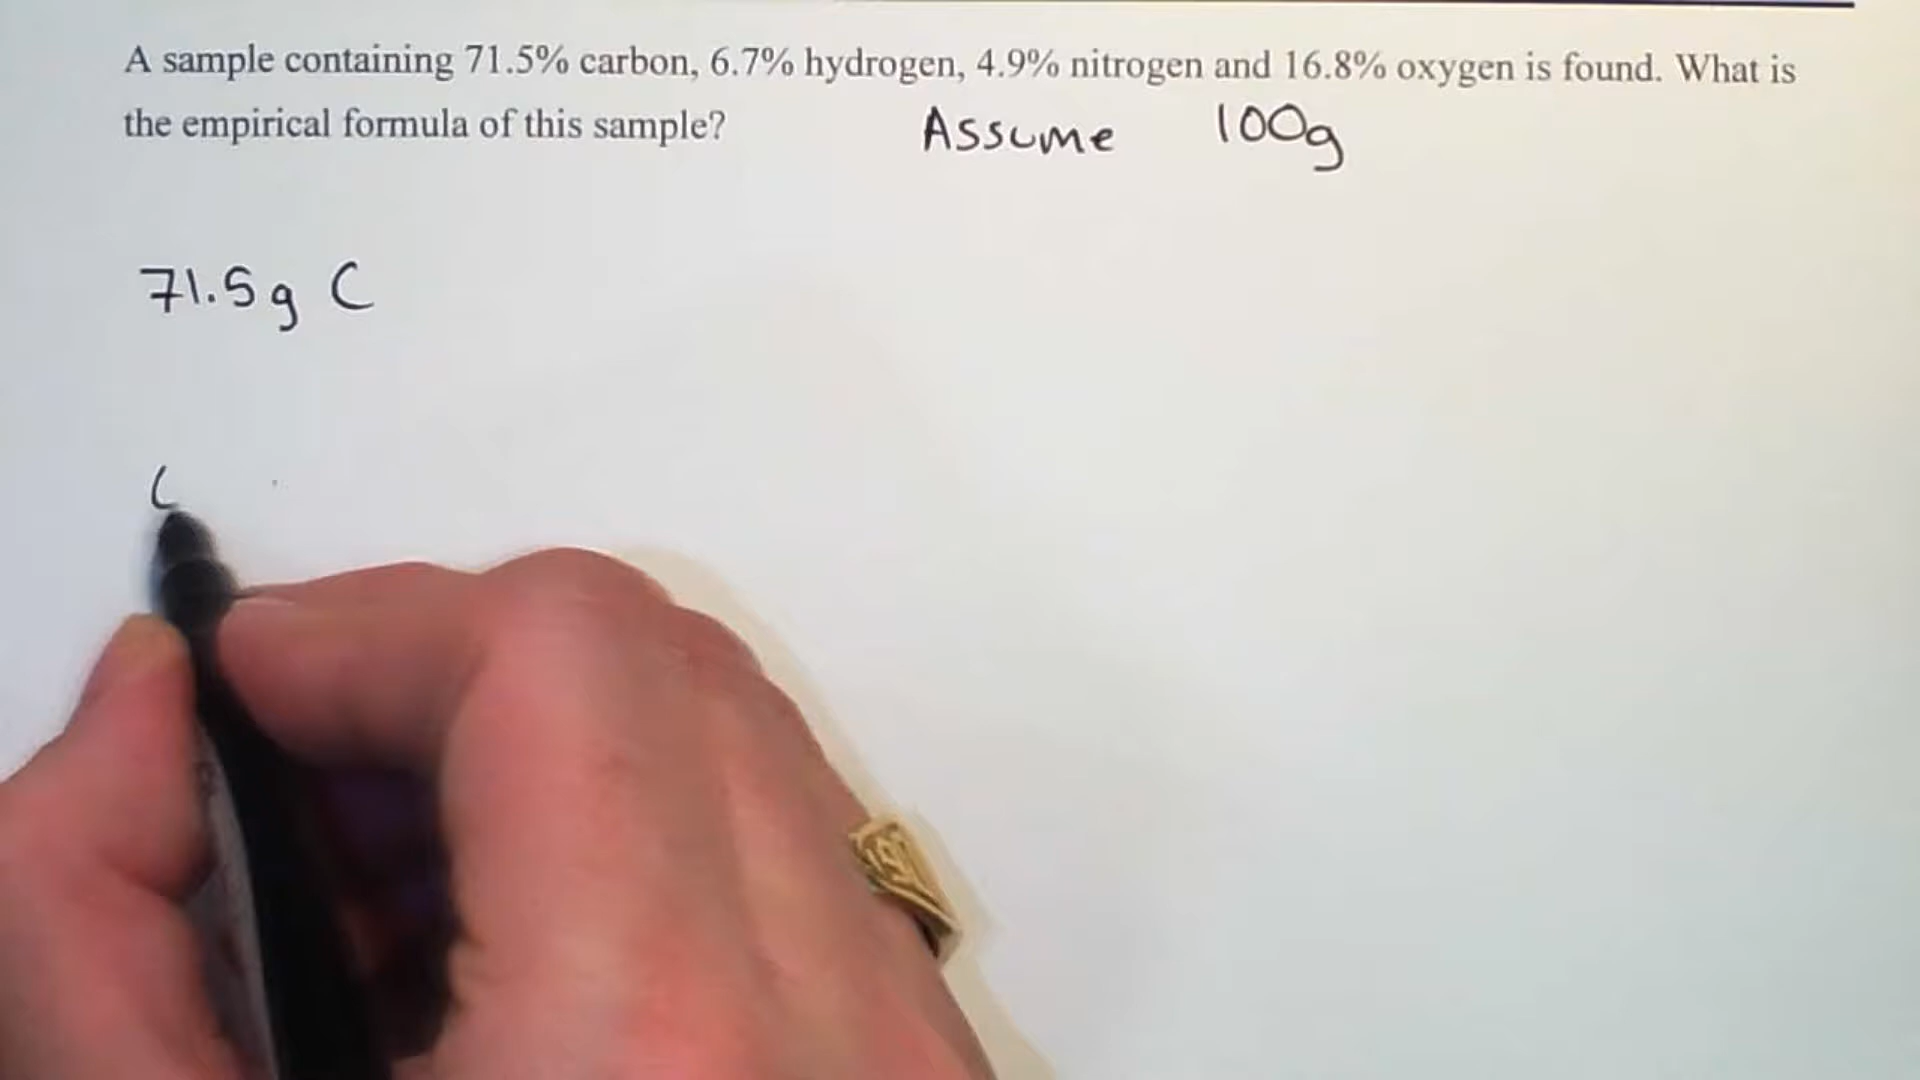 A sample containing 71.5% carbon, 6.7% hydrogen, 4.9% nitrogen and 16.8% oxygen is found. What is
the empirical formula of this sample? Assume 100g
71.5g C